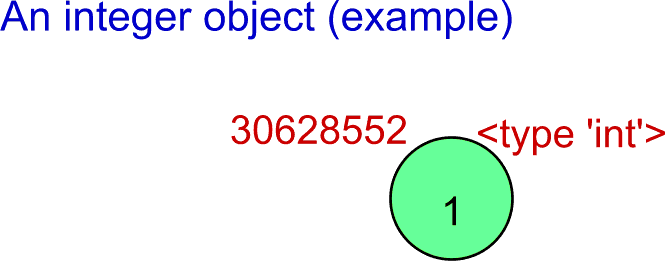 An integer object (example)
30628552 <type 'int'>
1